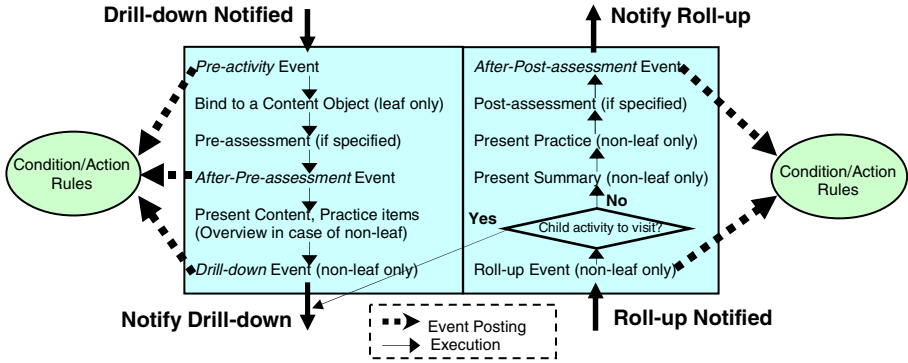 Drill-down Notified
Pre-activity Event
Bind to a Content Object (leaf only)
Pre-assessment (if specified)
After-Pre-assessment Event
Present Content, Practice items
(Overview in case of non-leaf)
Drill-down Event (non-leaf only)
Notify Drill-down
Condition/Action
Rules
Notify Roll-up
After-Post-assessment Event
Post-assessment (if specified)
Present Practice (non-leaf only)
Present Summary (non-leaf only)
No
Yes
Child activity to visit?
Roll-up Event (non-leaf only)
Roll-up Notified
Condition/Action
Rules
Event Posting
Execution